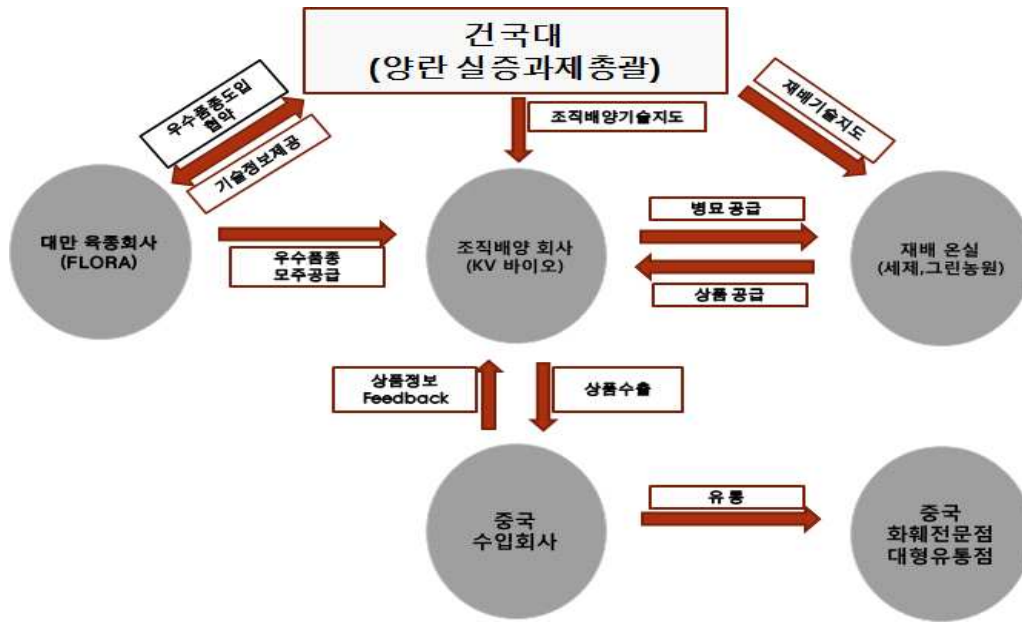 건국대
(양란 실증과제총괄)
우수품종도입
협약
기술정보제공
조직배양기술지도
재배기술지도
대만 육종회사
(FLORA)
우수품종
모주공급
조직배양 회사
(KV 바이오)
병묘 공급
상품 공급
재배 온실
(세제,그린농원)
상품정보
Feedback
상품수출
중국
수입회사
유 통
중국
화훼전문점
대형유통점